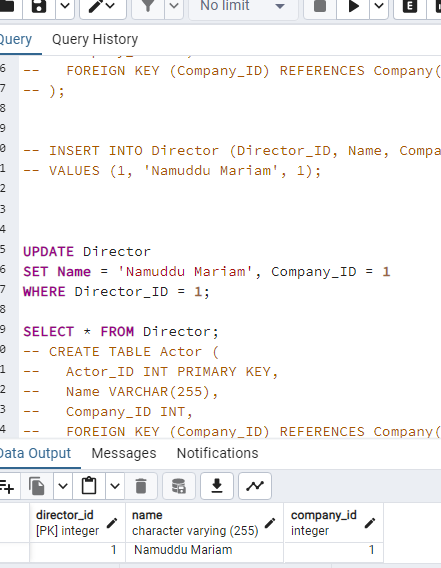 No limit
E
Query
Query History
6 -- FOREIGN KEY (Company_ID) REFERENCES Company(
7 -- );
8
9
0 -- INSERT INTO Director (Director_ID, Name, Compa
1 -- VALUES (1, 'Namuddu Mariam', 1);
2
3
4
5 UPDATE Director
6 SET Name = 'Namuddu Mariam', Company_ID = 1
7 WHERE Director_ID = 1;
8
9 SELECT * FROM Director;
0 -- CREATE TABLE Actor (
1 -- Actor_ID INT PRIMARY KEY,
2 -- Name VARCHAR(255),
3 -- Company_ID INT,
4 -- FOREIGN KEY (Company_ID) REFERENCES Company(
Data Output Messages Notifications
director_id name company_id
[PK] integer character varying (255) integer
1 Namuddu Mariam 1